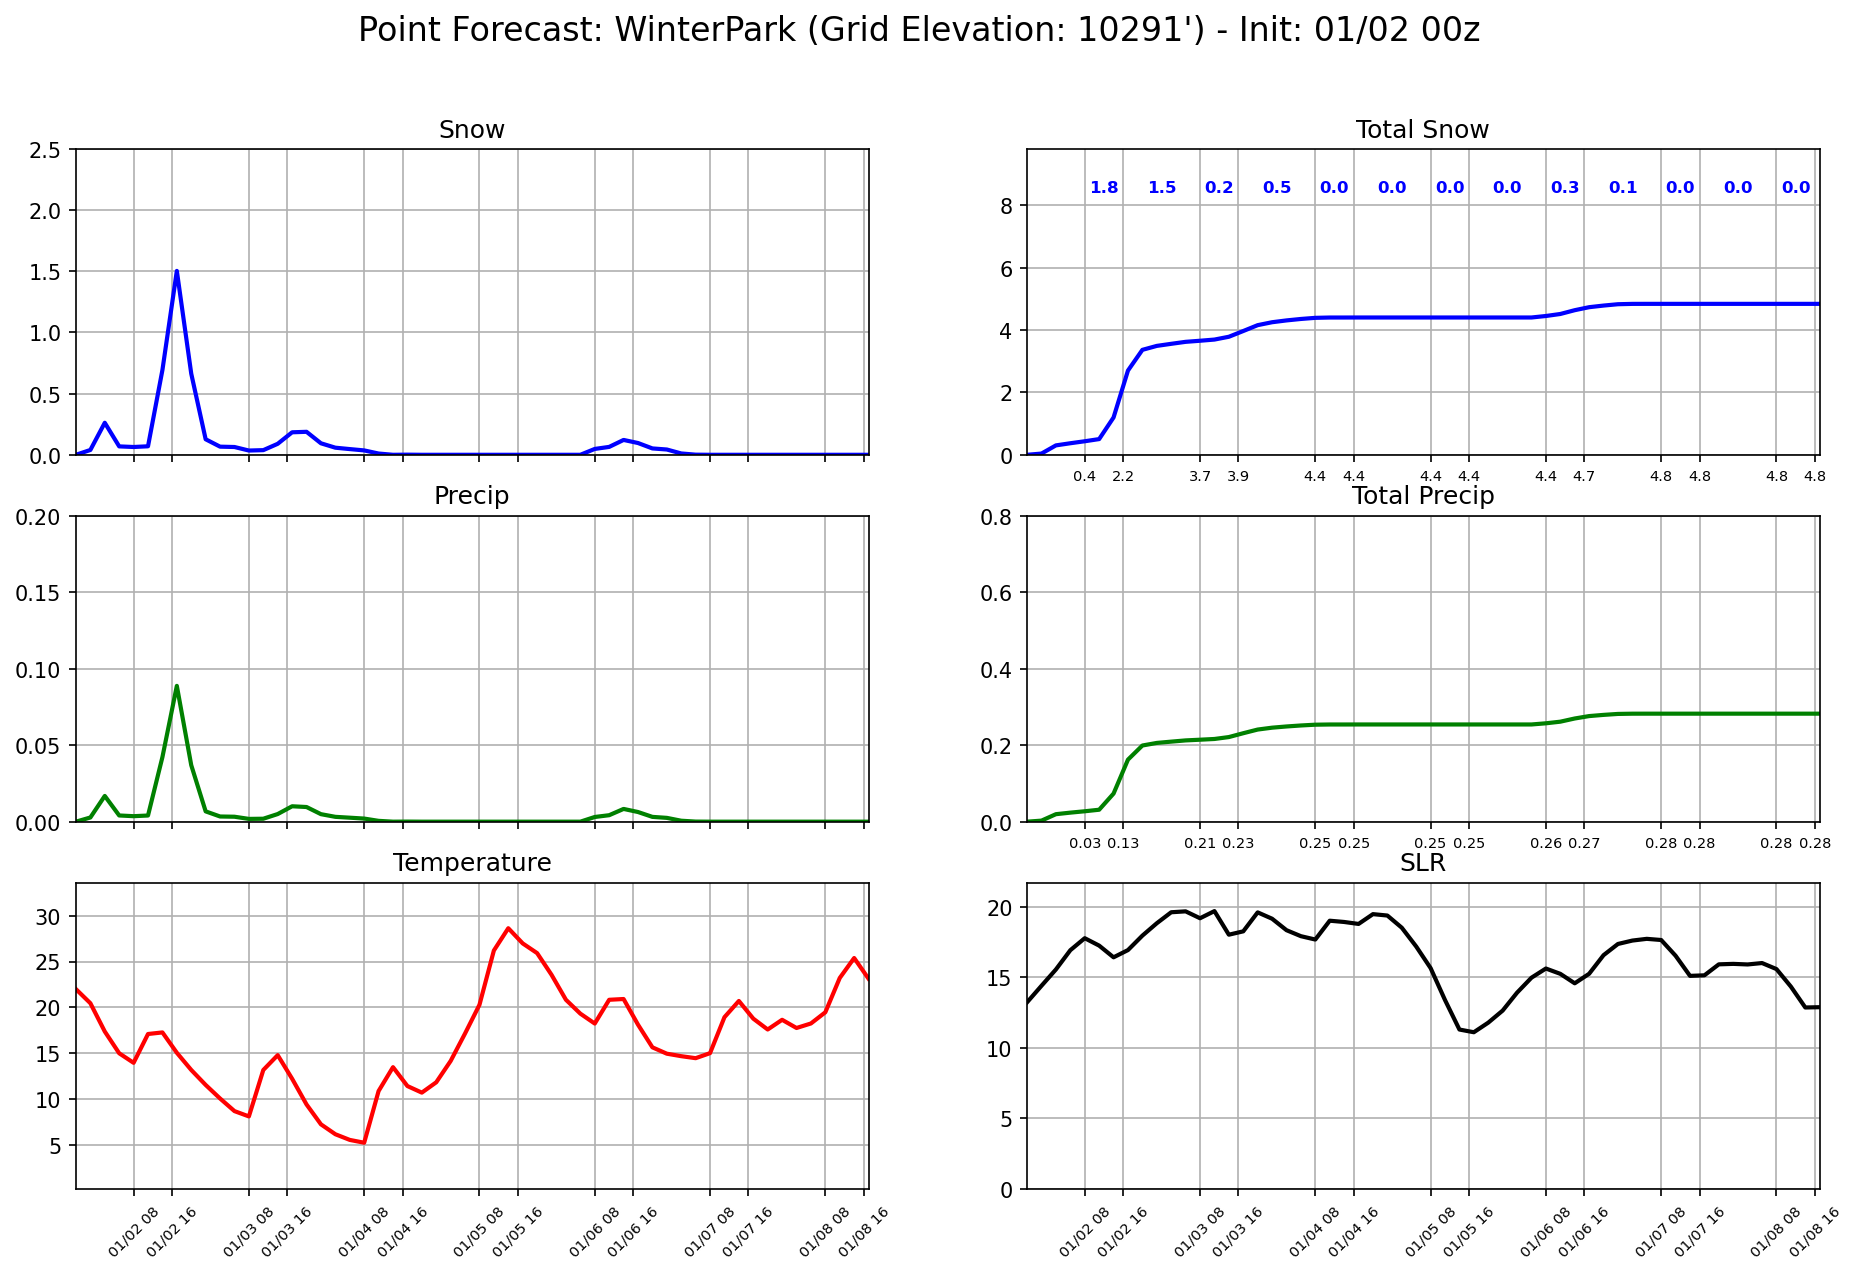 Point Forecast: WinterPark (Grid Elevation: 10291') - Init: 01/02 00z
Snow
2.5
2.0
1.5
1.0
0.5
0.0
Total Snow
1.8 1.5 0.2 0.5 0.0 0.0 0.0 0.0 0.3 0.1 0.0 0.0 0.0
8
6
4
2
0
0.4 2.2 3.7 3.9 4.4 4.4 4.4 4.4 4.4 4.7 4.8 4.8 4.8 4.8
Precip
0.20
0.15
0.10
0.05
0.00
Total Precip
0.8
0.6
0.4
0.2
0.0
0.03 0.13 0.21 0.23 0.25 0.25 0.25 0.25 0.26 0.27 0.28 0.28 0.28 0.28
Temperature
30
25
20
15
10
5
01/02 08 01/02 16 01/03 08 01/03 16 01/04 08 01/04 16 01/05 08 01/05 16 01/06 08 01/06 16 01/07 08 01/07 16 01/08 08 01/08 16
SLR
20
15
10
5
0
01/02 08 01/02 16 01/03 08 01/03 16 01/04 08 01/04 16 01/05 08 01/05 16 01/06 08 01/06 16 01/07 08 01/07 16 01/08 08 01/08 16